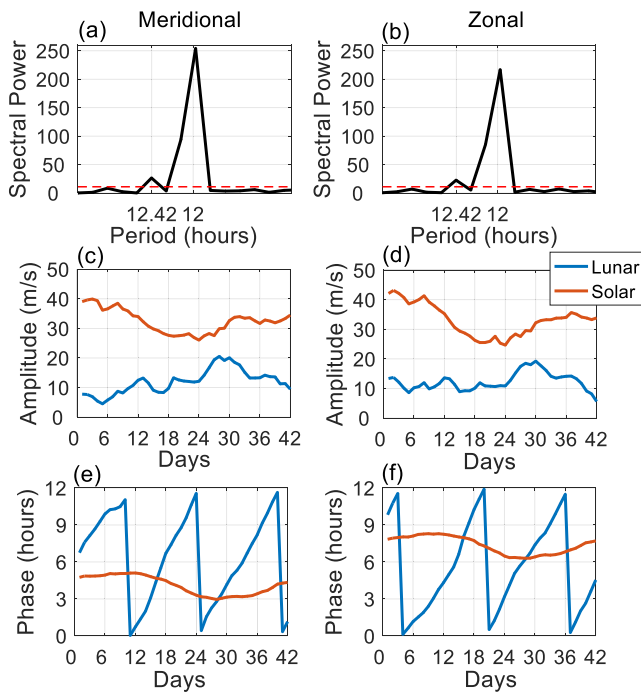 Meridional
Zonal
(a)
(b)
Spectral Power
250
200
150
100
50
0
12.42 12
Period (hours)
Spectral Power
250
200
150
100
50
0
12.42 12
Period (hours)
(c)
(d)
Amplitude (m/s)
50
40
30
20
10
0
0 6 12 18 24 30 36 42
Days
Amplitude (m/s)
50
40
30
20
10
0
0 6 12 18 24 30 36 42
Days
Lunar
Solar
(e)
(f)
Phase (hours)
12
9
6
3
0
0 6 12 18 24 30 36 42
Days
Phase (hours)
12
9
6
3
0
0 6 12 18 24 30 36 42
Days